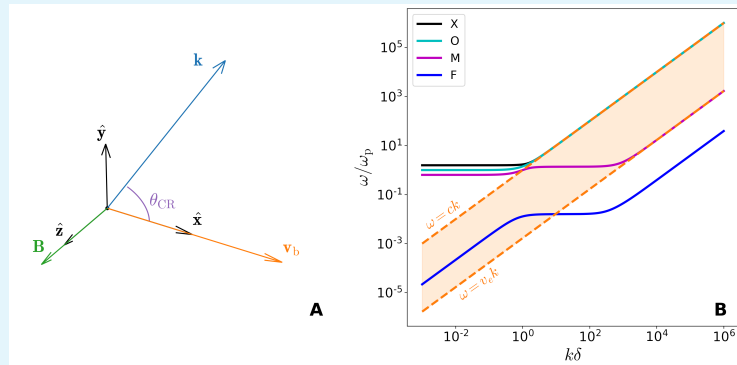 k
ŷ
θ_CR
x̂
ẑ
B
v_b
A
X
O
M
F
ω/ω_p
10^5
10^3
10^1
10^-1
10^-3
10^-5
ω = ck
ω = v_e k
B
10^-2
10^0
10^2
10^4
10^6
kδ